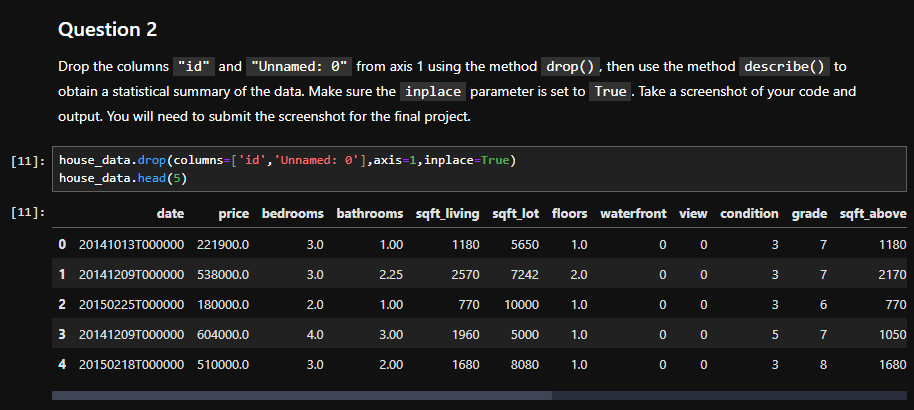 Question 2
Drop the columns "id" and "Unnamed: 0" from axis 1 using the method drop(), then use the method describe() to
obtain a statistical summary of the data. Make sure the inplace parameter is set to True. Take a screenshot of your code and
output. You will need to submit the screenshot for the final project.
[11]: house_data.drop(columns=['id','Unnamed: 0'],axis=1,inplace=True)
house_data.head(5)
[11]: date price bedrooms bathrooms sqft_living sqft_lot floors waterfront view condition grade sqft_above
0 20141013T000000 221900.0 3.0 1.00 1180 5650 1.0 0 0 3 7 1180
1 20141209T000000 538000.0 3.0 2.25 2570 7242 2.0 0 0 3 7 2170
2 20150225T000000 180000.0 2.0 1.00 770 10000 1.0 0 0 3 6 770
3 20141209T000000 604000.0 4.0 3.00 1960 5000 1.0 0 0 5 7 1050
4 20150218T000000 510000.0 3.0 2.00 1680 8080 1.0 0 0 3 8 1680